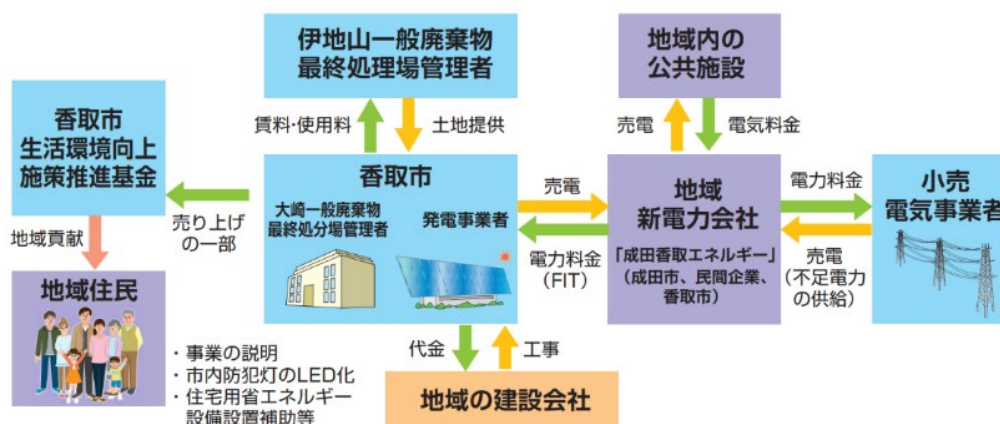 伊地山一般廃棄物
最終処理場管理者
地域内の
公共施設
香取市
生活環境向上
施策推進基金
賃料・使用料
土地提供
売電
電気料金
香取市
大崎一般廃棄物
最終処分場管理者
発電事業者
売電
電力料金
(FIT)
地域
新電力会社
「成田香取エネルギー」
(成田市、民間企業、
香取市)
電力料金
売電
(不足電力
の供給)
小売
電気事業者
売り上げ
の一部
地域貢献
地域住民
・事業の説明
・市内防犯灯のLED化
・住宅用省エネルギー
設備設置補助等
代金
工事
地域の建設会社